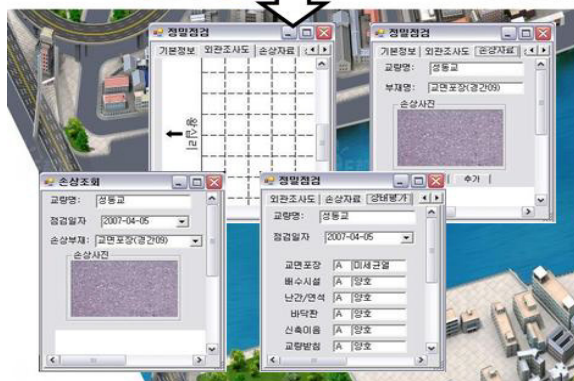 정밀점검
기본정보 외관조사도 손상자료
왕십리
정밀점검
기본정보 외관조사도 손상자료
교량명: 성동교
부재명: 교면포장(경간09)
손상사진
추가
손상조회
교량명: 성동교
점검일자 2007-04-05
손상부재: 교면포장(경간09)
손상사진
정밀점검
외관조사도 손상자료 상태평가
교량명: 성동교
점검일자 2007-04-05
교면포장 A 미세균열
배수시설 A 양호
난간/연석 A 양호
바닥판 A 양호
신축이음 A 양호
교량받침 A 양호